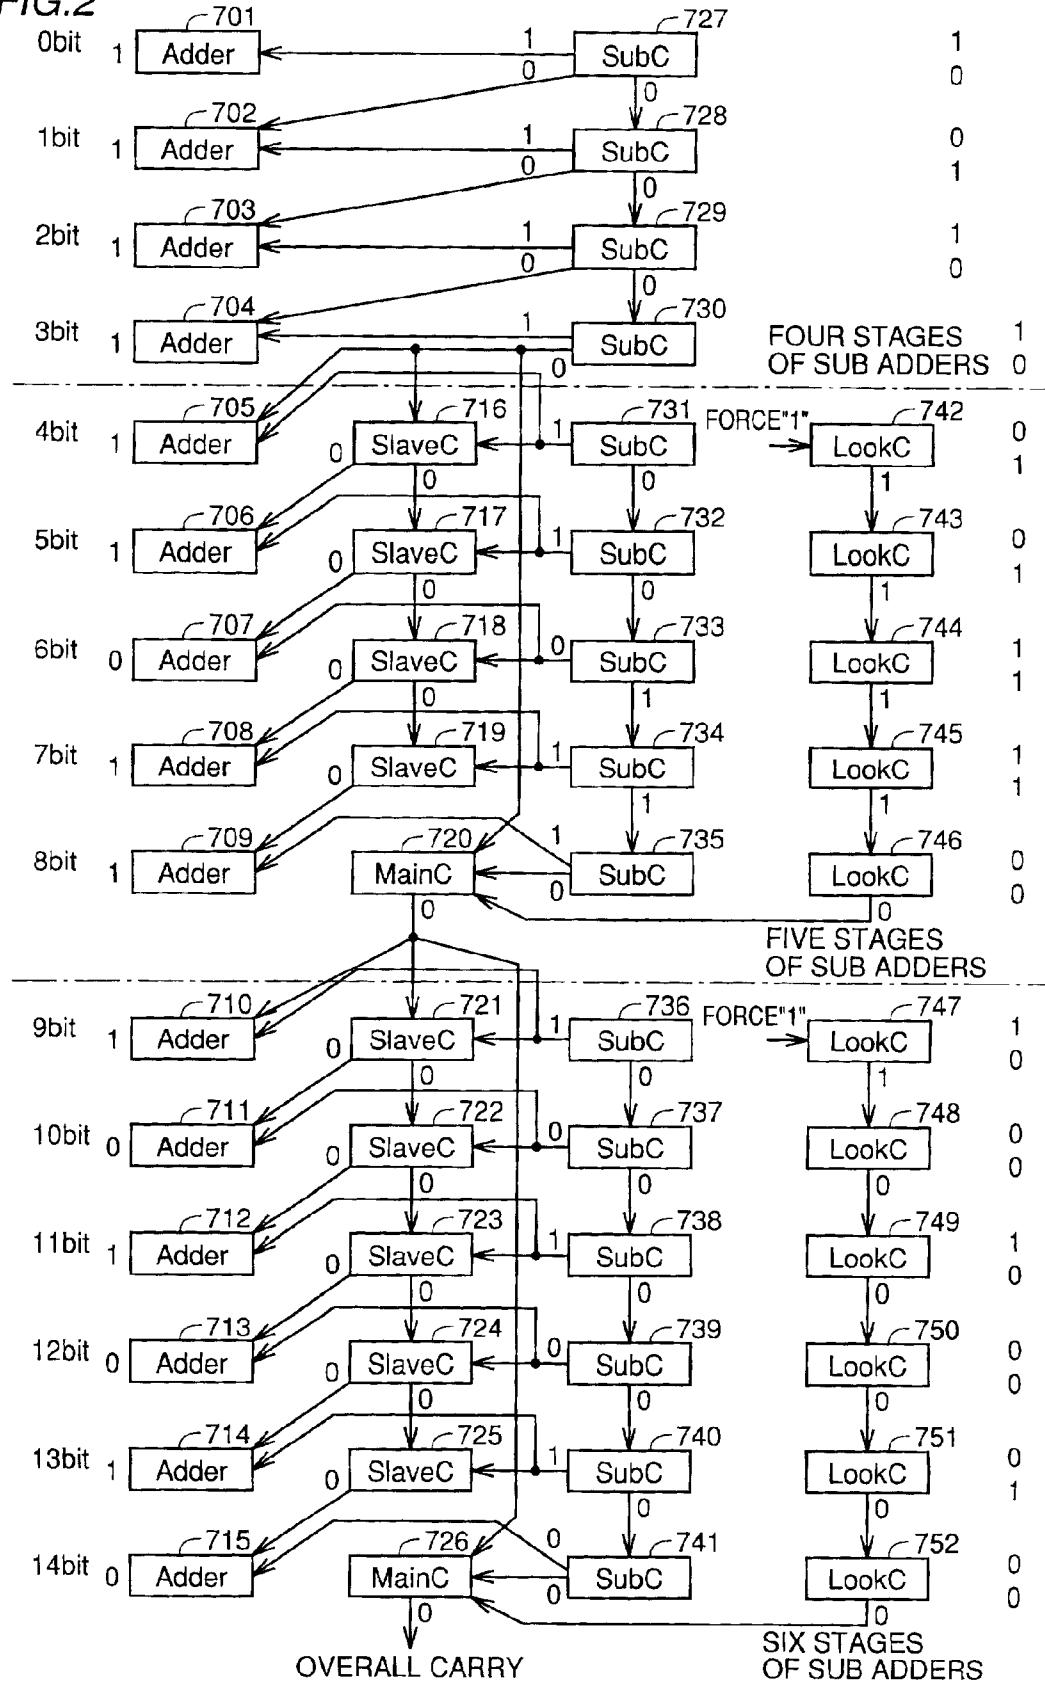 FIG.2
701 727
0bit 1 Adder 1 SubC 1
0 0 0
702 728
1bit 1 Adder 1 SubC 0
0 0 1
703 729
2bit 1 Adder 1 SubC 1
0 0 0
704 730
3bit 1 Adder 1 SubC FOUR STAGES 1
0 OF SUB ADDERS 0
705 716 731 FORCE"1" 742
4bit 1 Adder 0 SlaveC 1 SubC LookC 0
0 0 1 1
706 717 732 743
5bit 1 Adder 0 SlaveC 1 SubC LookC 0
0 0 1 1
707 718 733 744
6bit 0 Adder 0 SlaveC 0 SubC LookC 1
0 1 1 1
708 719 734 745
7bit 1 Adder 0 SlaveC 1 SubC LookC 1
1 1 1
709 720 735 746
8bit 1 Adder MainC 1 SubC LookC 0
0 0 0 0
FIVE STAGES
OF SUB ADDERS
710 721 736 FORCE"1" 747
9bit 1 Adder 0 SlaveC 1 SubC LookC 1
0 0 1 0
711 722 737 748
10bit 0 Adder 0 SlaveC 0 SubC LookC 0
0 0 0 0
712 723 738 749
11bit 1 Adder 0 SlaveC 1 SubC LookC 1
0 0 0 0
713 724 739 750
12bit 0 Adder 0 SlaveC 0 SubC LookC 0
0 0 0 0
714 725 740 751
13bit 1 Adder 0 SlaveC 1 SubC LookC 0
0 0 1
715 726 741 752
14bit 0 Adder MainC 0 SubC LookC 0
0 0 0 0
OVERALL CARRY
SIX STAGES
OF SUB ADDERS